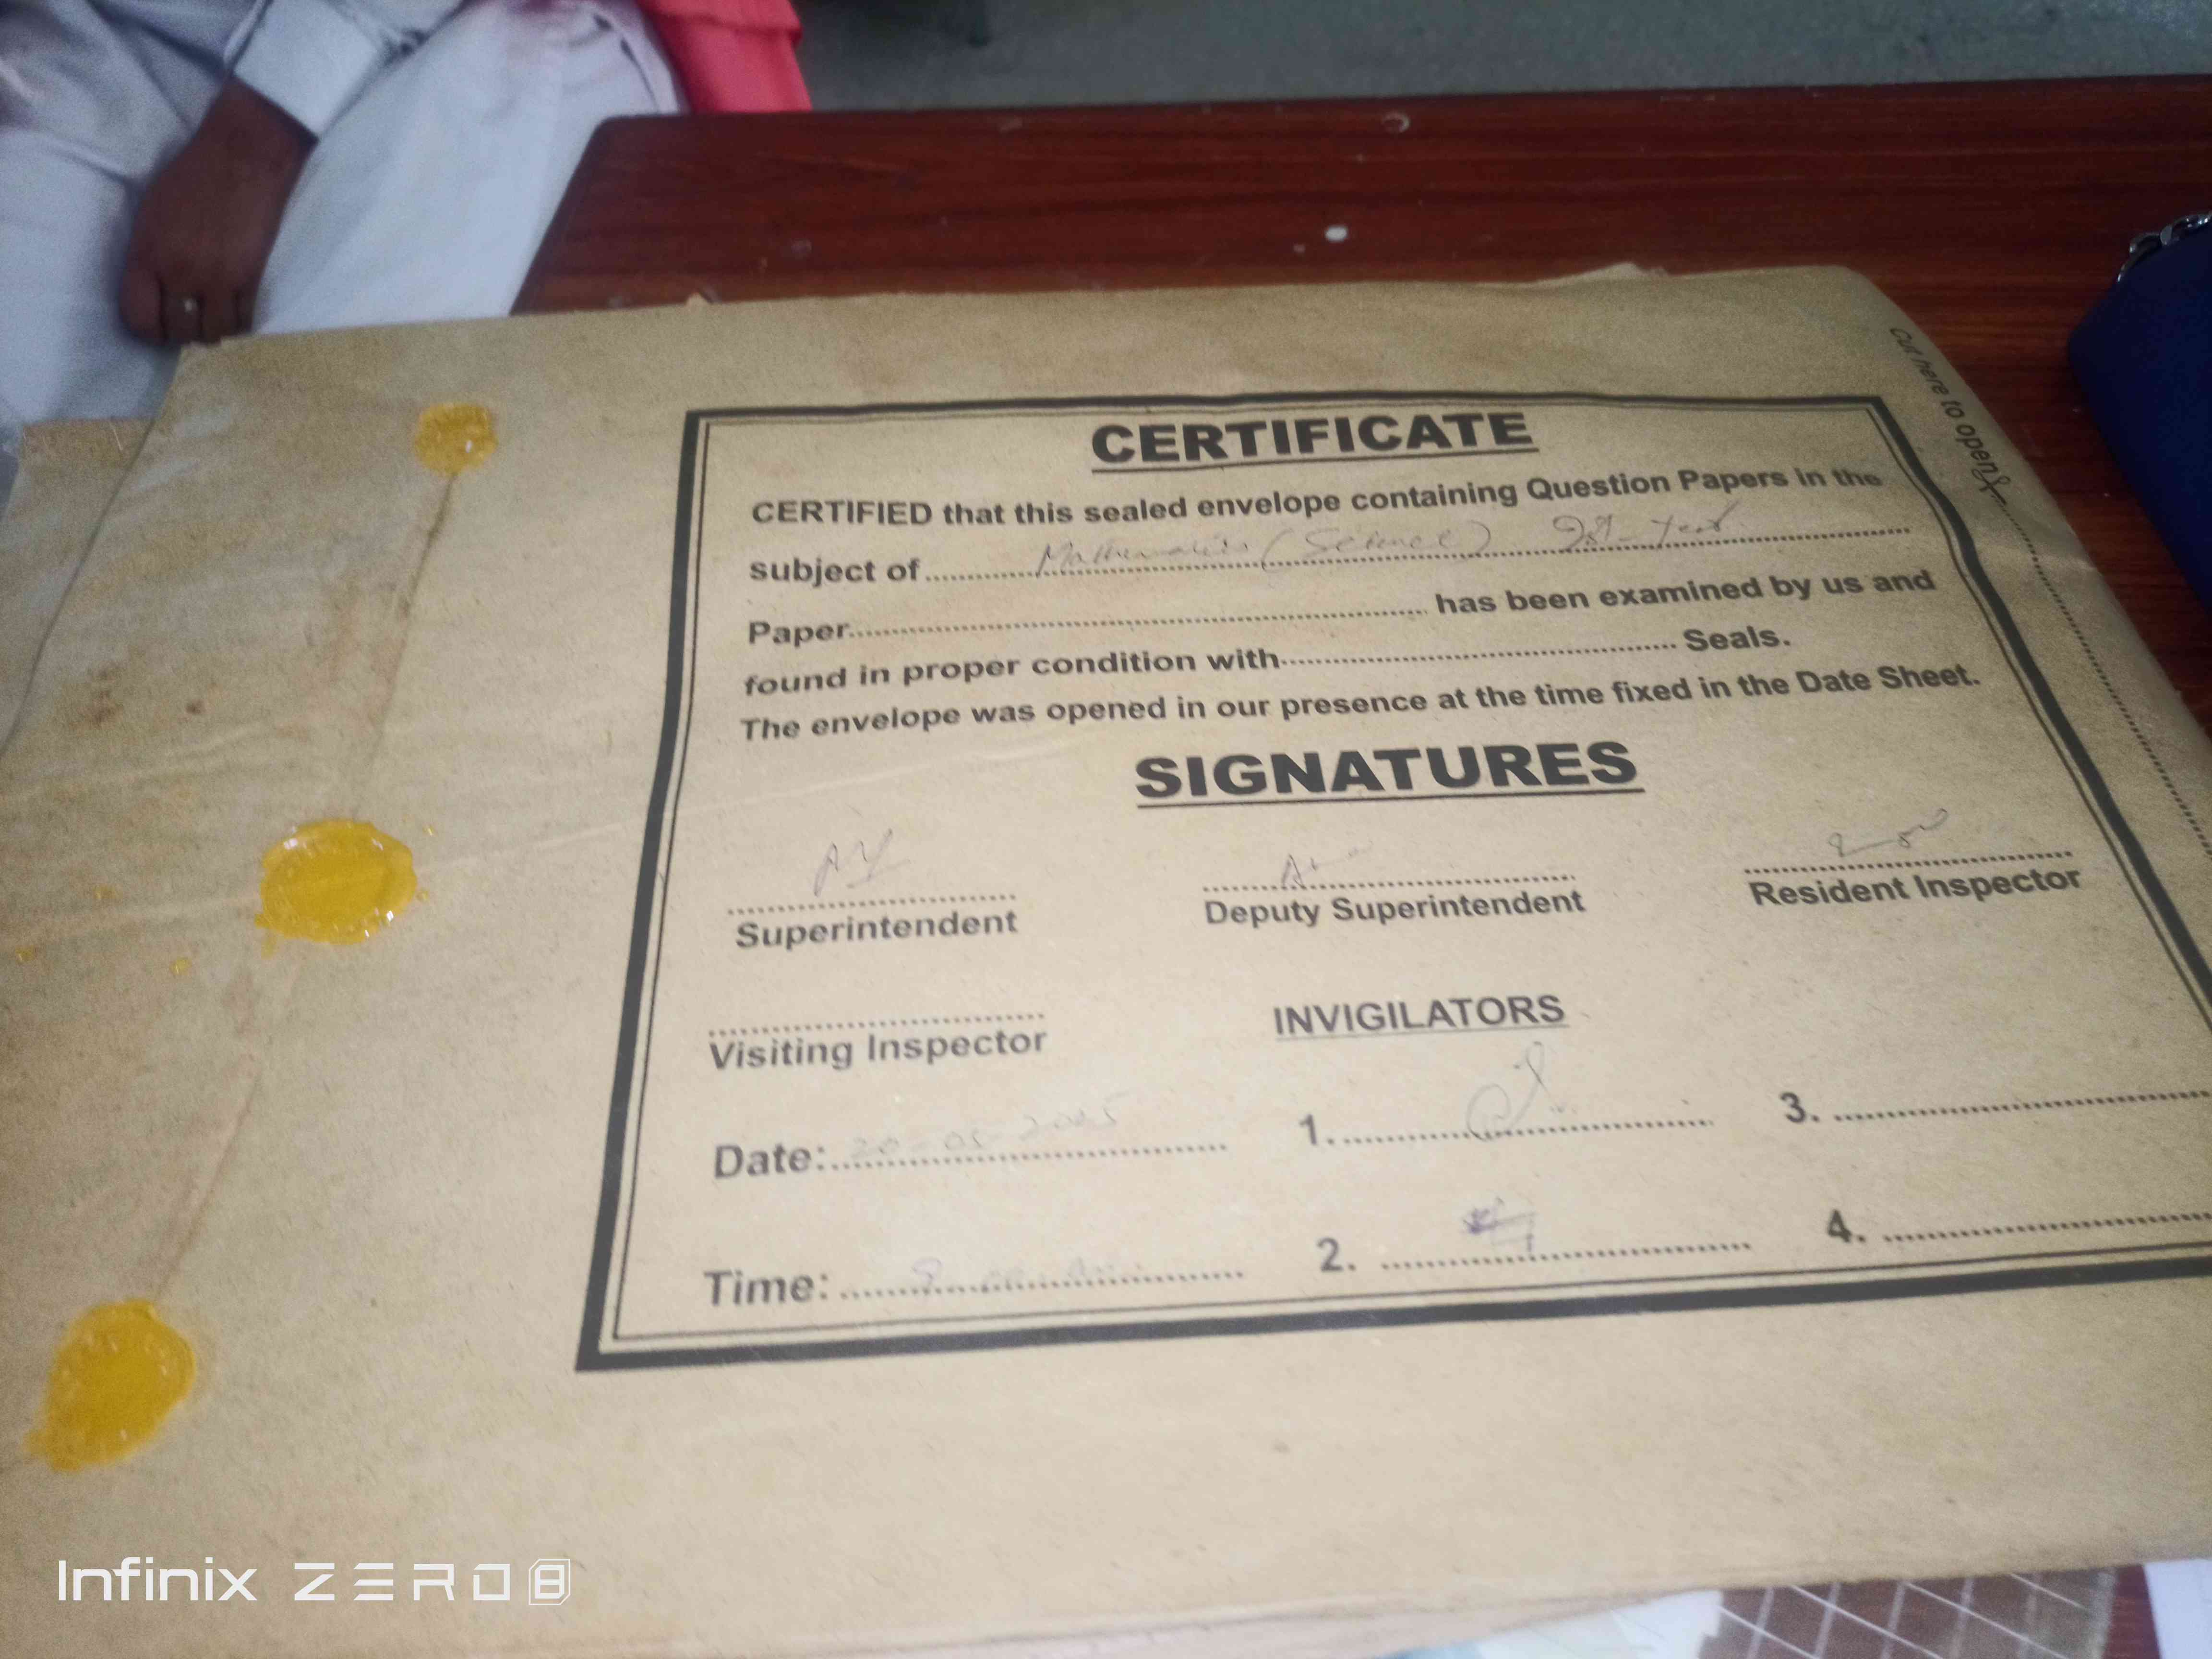 Cut here to open
CERTIFICATE
CERTIFIED that this sealed envelope containing Question Papers in the
subject of Mathematics (Science)
Paper has been examined by us and
found in proper condition with Seals.
The envelope was opened in our presence at the time fixed in the Date Sheet.
SIGNATURES
Superintendent Deputy Superintendent Resident Inspector
Visiting Inspector INVIGILATORS
Date: 20-05-2025 1. 3.
Time: 2. 4.
Infinix ZERO 8